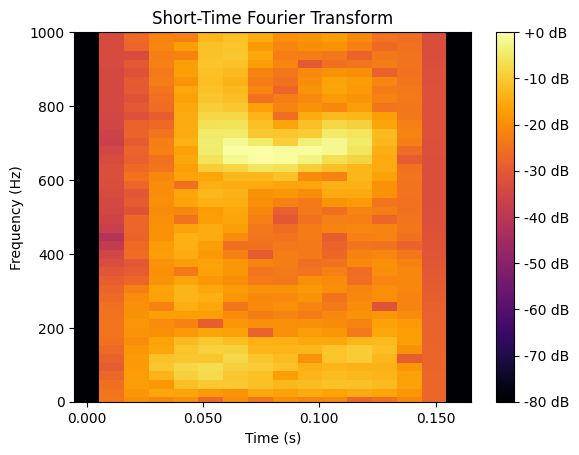 Short-Time Fourier Transform
Frequency (Hz)
1000
800
600
400
200
0
0.000
0.050
0.100
0.150
Time (s)
+0 dB
-10 dB
-20 dB
-30 dB
-40 dB
-50 dB
-60 dB
-70 dB
-80 dB